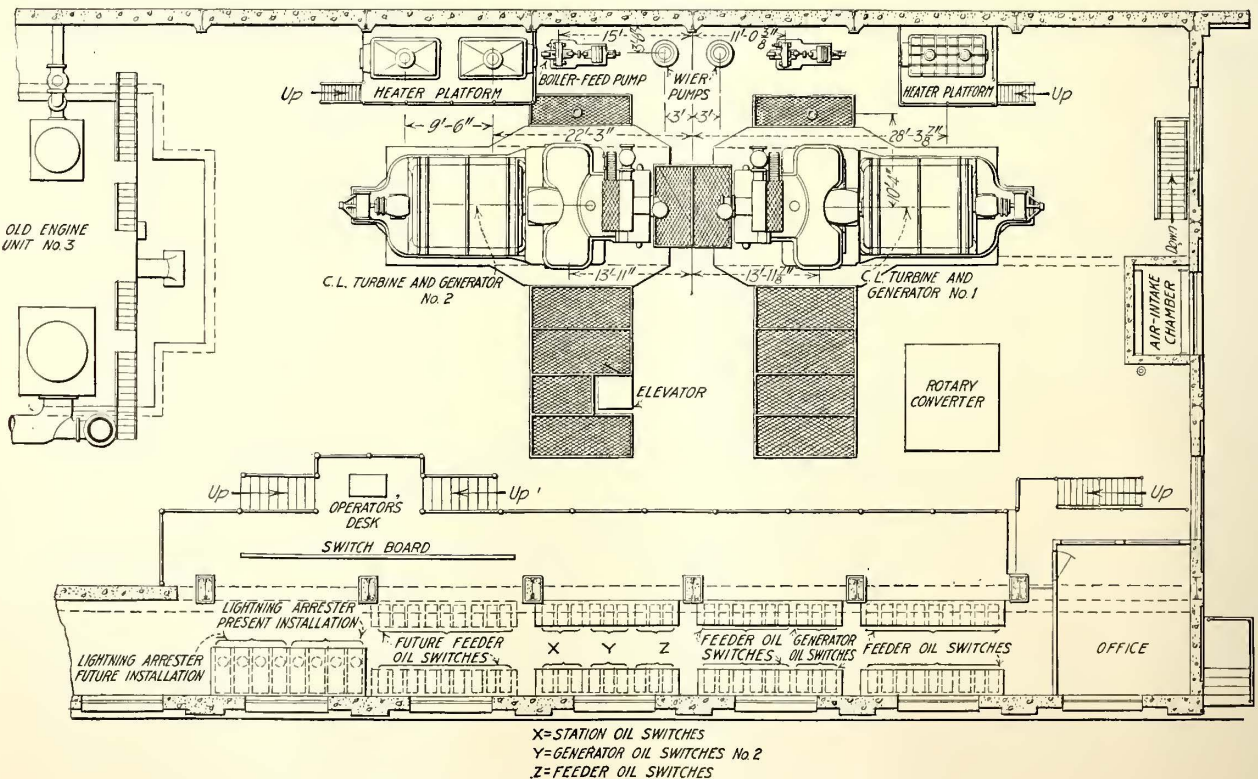 15'-
3'-0"
11'-0 3/8"
BOILER-FEED PUMP
WIER PUMPS
Up
HEATER PLATFORM
HEATER PLATFORM
Up
9'-6"
3'
3'
22'-3"
28'-3 7/8"
10'-4"
Down
OLD ENGINE
UNIT No.3
13'-11"
13'-11 7/8"
C.L. TURBINE AND GENERATOR
No. 2
C.L. TURBINE AND
GENERATOR No.1
AIR-INTAKE
CHAMBER
ELEVATOR
ROTARY
CONVERTER
Up
OPERATORS
DESK
Up
Up
SWITCH BOARD
LIGHTNING ARRESTER
PRESENT INSTALLATION
LIGHTNING ARRESTER
FUTURE INSTALLATION
FUTURE FEEDER
OIL SWITCHES
X Y Z
FEEDER OIL
SWITCHES
GENERATOR
OIL SWITCHES
FEEDER OIL SWITCHES
OFFICE
X=STATION OIL SWITCHES
Y=GENERATOR OIL SWITCHES No.2
Z=FEEDER OIL SWITCHES